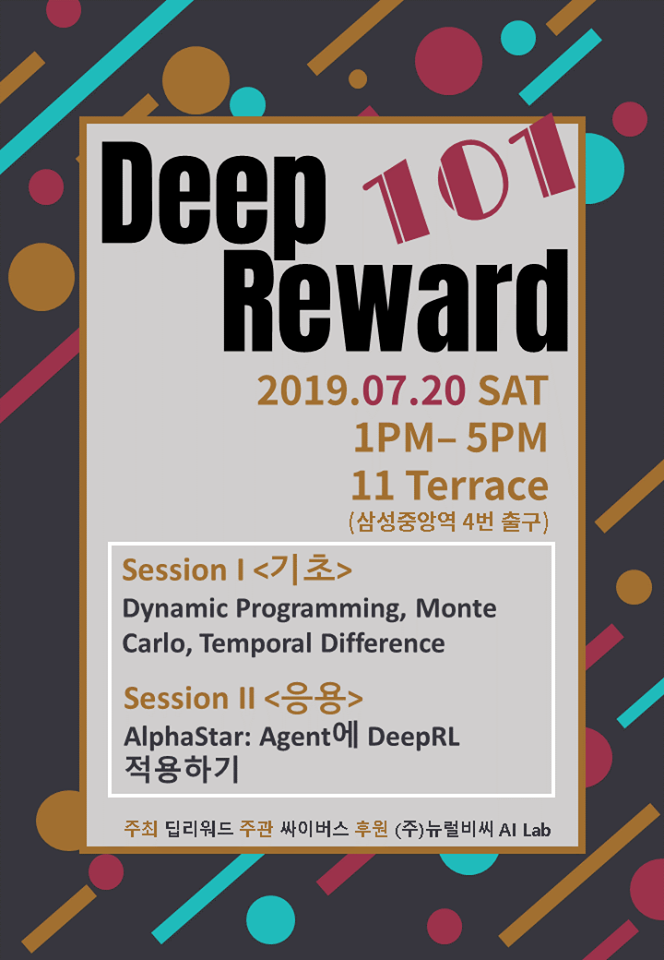 Deep 101
Reward
2019.07.20 SAT
1PM– 5PM
11 Terrace
(삼성중앙역 4번 출구)
Session I <기초>
Dynamic Programming, Monte
Carlo, Temporal Difference
Session II <응용>
AlphaStar: Agent에 DeepRL
적용하기
주최 딥리워드 주관 싸이버스 후원 (주)뉴럴비씨 AI Lab